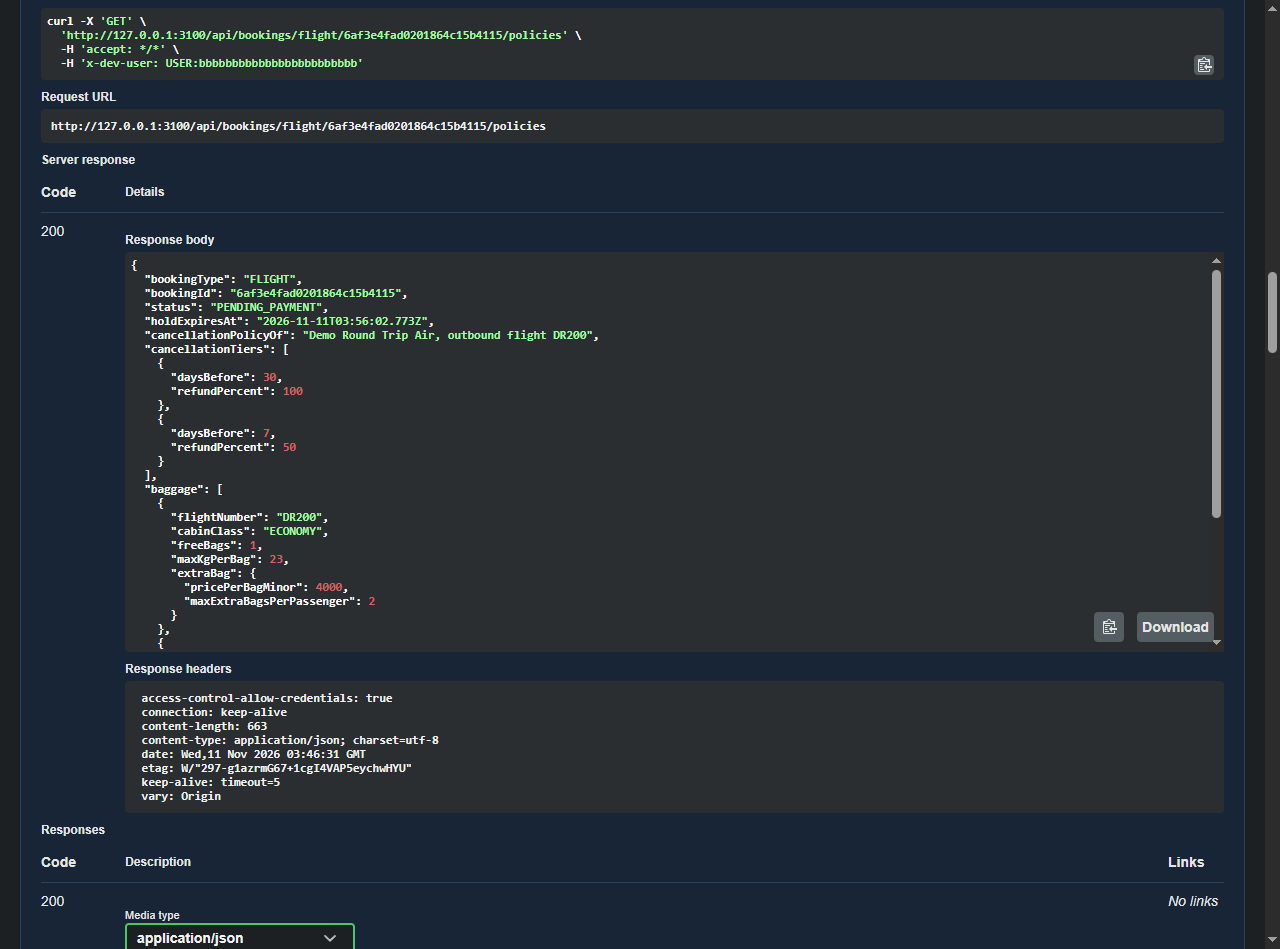 curl -X 'GET' \
  'http://127.0.0.1:3100/api/bookings/flight/6af3e4fad0201864c15b4115/policies' \
  -H 'accept: */*' \
  -H 'x-dev-user: USER:bbbbbbbbbbbbbbbbbbbbbbbb'
Request URL
http://127.0.0.1:3100/api/bookings/flight/6af3e4fad0201864c15b4115/policies
Server response
Code Details
200
Response body
{
  "bookingType": "FLIGHT",
  "bookingId": "6af3e4fad0201864c15b4115",
  "status": "PENDING_PAYMENT",
  "holdExpiresAt": "2026-11-11T03:56:02.773Z",
  "cancellationPolicyOf": "Demo Round Trip Air, outbound flight DR200",
  "cancellationTiers": [
    {
      "daysBefore": 30,
      "refundPercent": 100
    },
    {
      "daysBefore": 7,
      "refundPercent": 50
    }
  ],
  "baggage": [
    {
      "flightNumber": "DR200",
      "cabinClass": "ECONOMY",
      "freeBags": 1,
      "maxKgPerBag": 23,
      "extraBag": {
        "pricePerBagMinor": 4000,
        "maxExtraBagsPerPassenger": 2
      }
    },
    {
Download
Response headers
access-control-allow-credentials: true
connection: keep-alive
content-length: 663
content-type: application/json; charset=utf-8
date: Wed,11 Nov 2026 03:46:31 GMT
etag: W/"297-g1azrmG67+1cgI4VAP5eychwHYU"
keep-alive: timeout=5
vary: Origin
Responses
Code Description Links
200 No links
Media type
application/json